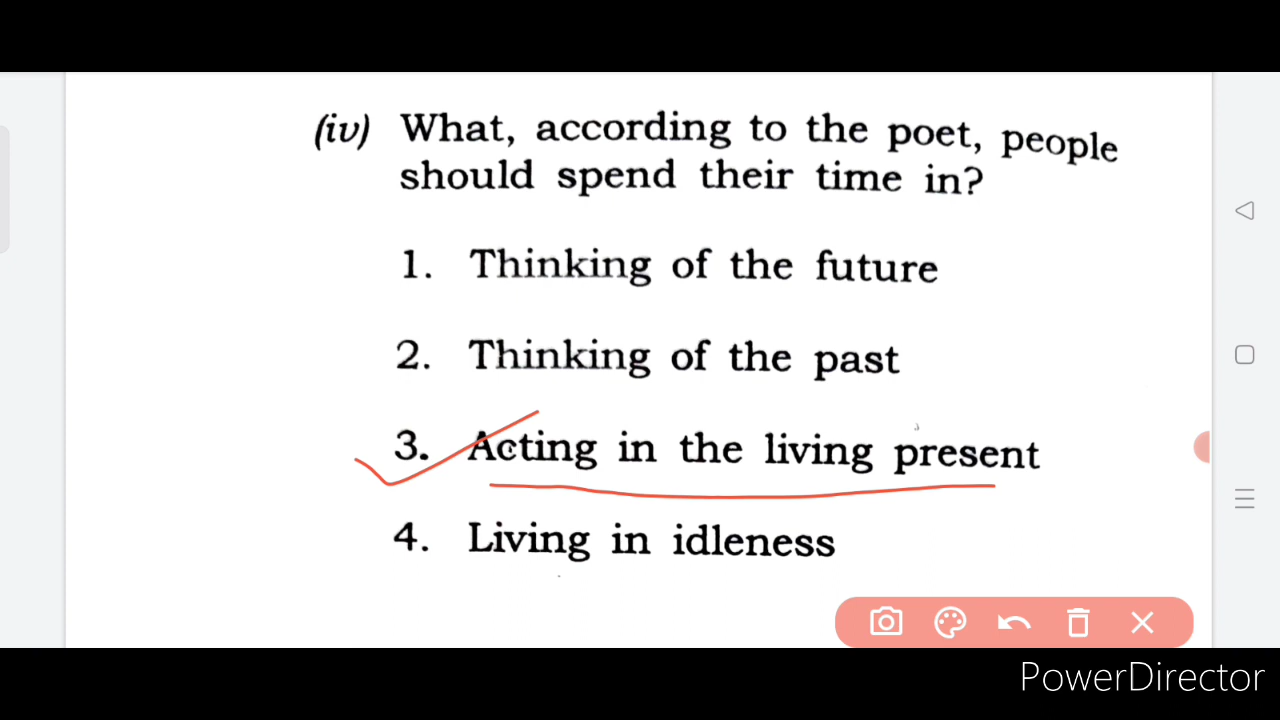 (iv) What, according to the poet, people
should spend their time in?
1. Thinking of the future
2. Thinking of the past
3. Acting in the living present
4. Living in idleness
PowerDirector